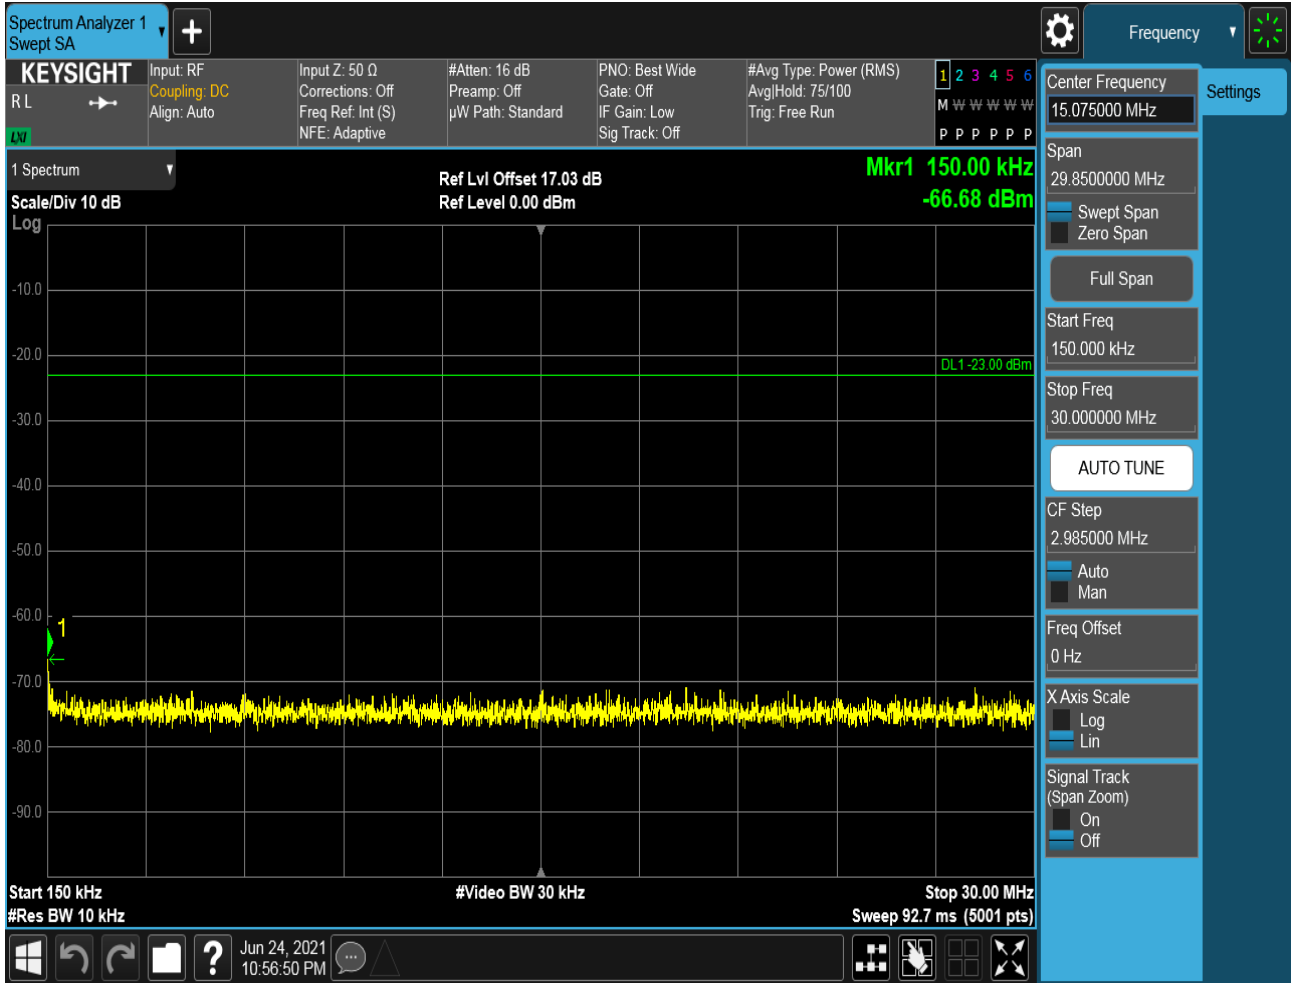 Spectrum Analyzer 1
Swept SA
Frequency
KEYSIGHT
R L
LXI
Input: RF
Coupling: DC
Align: Auto
Input Z: 50 Ω
Corrections: Off
Freq Ref: Int (S)
NFE: Adaptive
#Atten: 16 dB
Preamp: Off
µW Path: Standard
PNO: Best Wide
Gate: Off
IF Gain: Low
Sig Track: Off
#Avg Type: Power (RMS)
Avg|Hold: 75/100
Trig: Free Run
1 2 3 4 5 6
M W W W W W
P P P P P P
1 Spectrum
Scale/Div 10 dB
Log
Ref Lvl Offset 17.03 dB
Ref Level 0.00 dBm
Mkr1 150.00 kHz
-66.68 dBm
-10.0
-20.0
DL1 -23.00 dBm
-30.0
-40.0
-50.0
-60.0
1
-70.0
-80.0
-90.0
Start 150 kHz
#Video BW 30 kHz
Stop 30.00 MHz
#Res BW 10 kHz
Sweep 92.7 ms (5001 pts)
Center Frequency
15.075000 MHz
Settings
Span
29.8500000 MHz
Swept Span
Zero Span
Full Span
Start Freq
150.000 kHz
Stop Freq
30.000000 MHz
AUTO TUNE
CF Step
2.985000 MHz
Auto
Man
Freq Offset
0 Hz
X Axis Scale
Log
Lin
Signal Track
(Span Zoom)
On
Off
?
Jun 24, 2021
10:56:50 PM